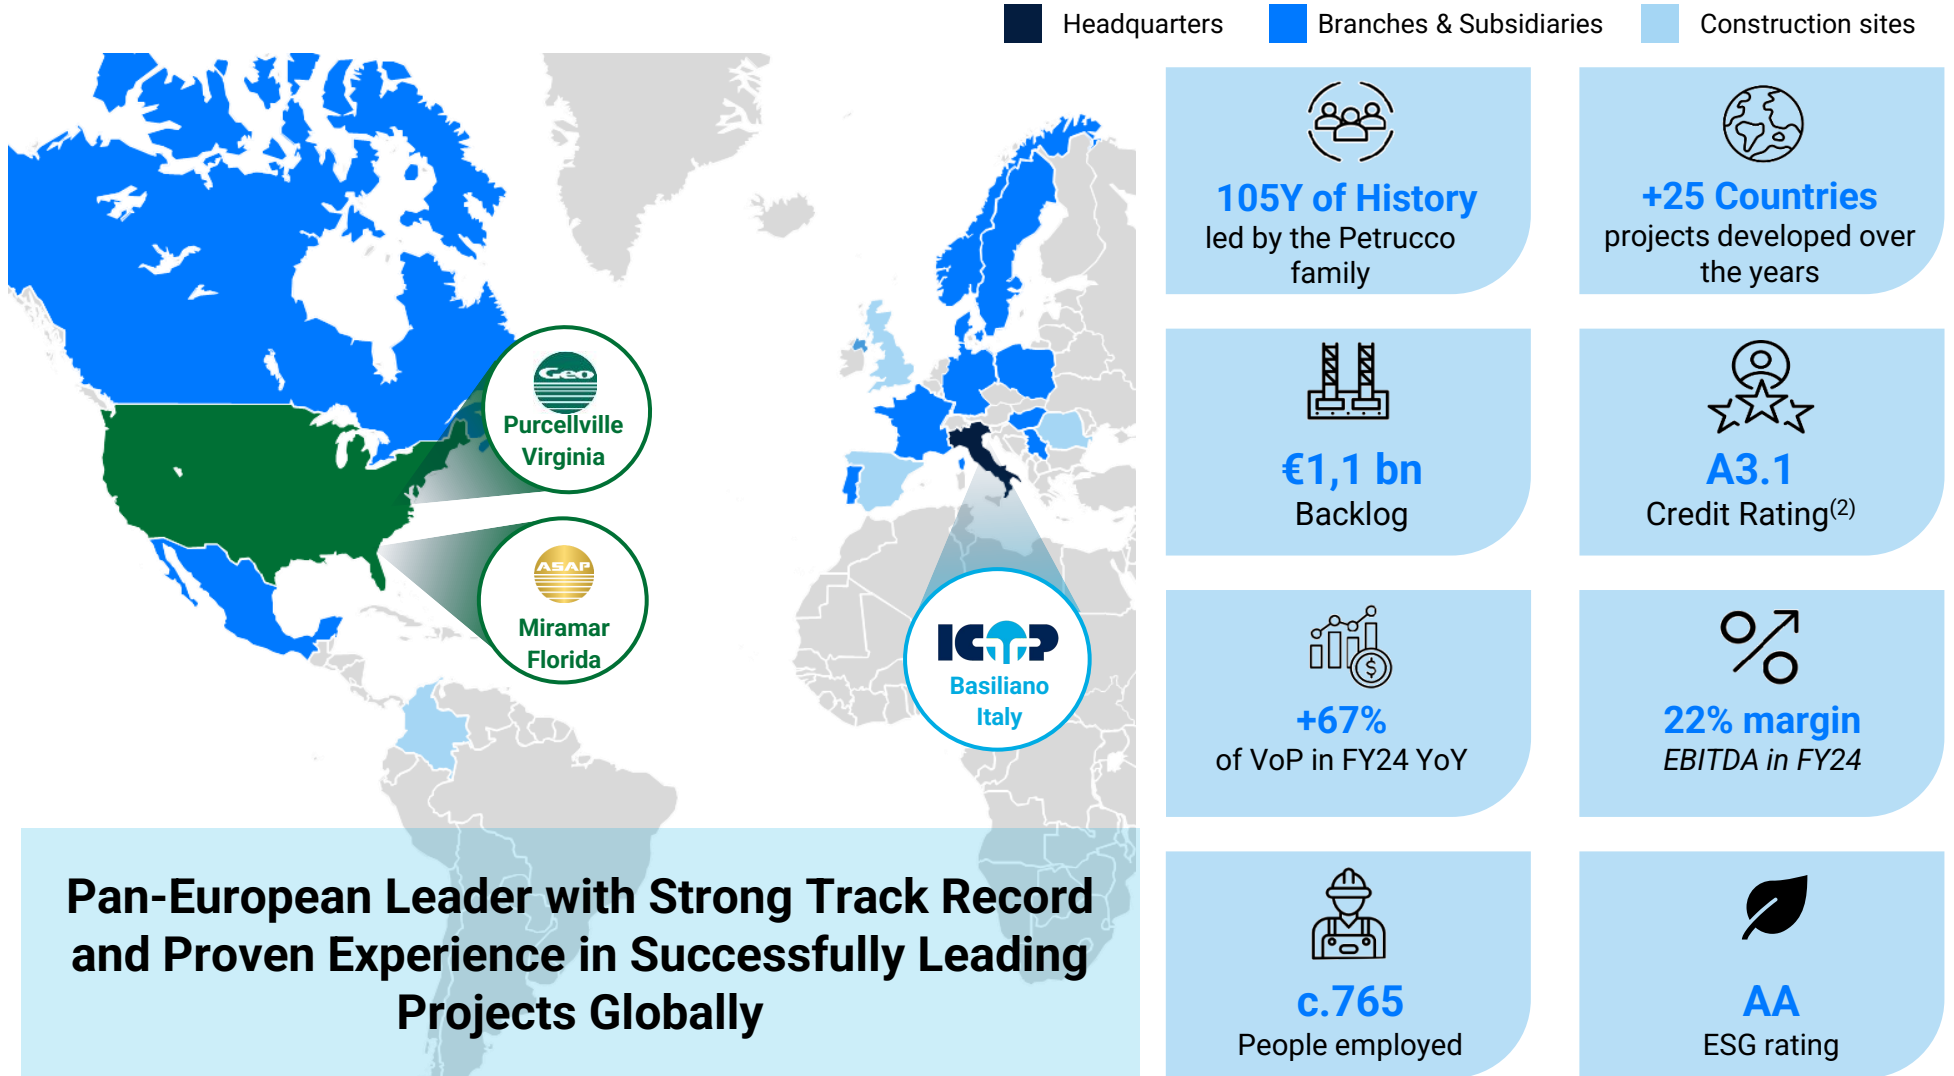 Headquarters
Branches & Subsidiaries
Construction sites
Geo
Purcellville
Virginia
ASAP
Miramar
Florida
ICOP
Basiliano
Italy
Pan-European Leader with Strong Track Record
and Proven Experience in Successfully Leading
Projects Globally
105Y of History
led by the Petrucco
family
+25 Countries
projects developed over
the years
€1,1 bn
Backlog
A3.1
Credit Rating(2)
$
+67%
of VoP in FY24 YoY
22% margin
EBITDA in FY24
c.765
People employed
AA
ESG rating